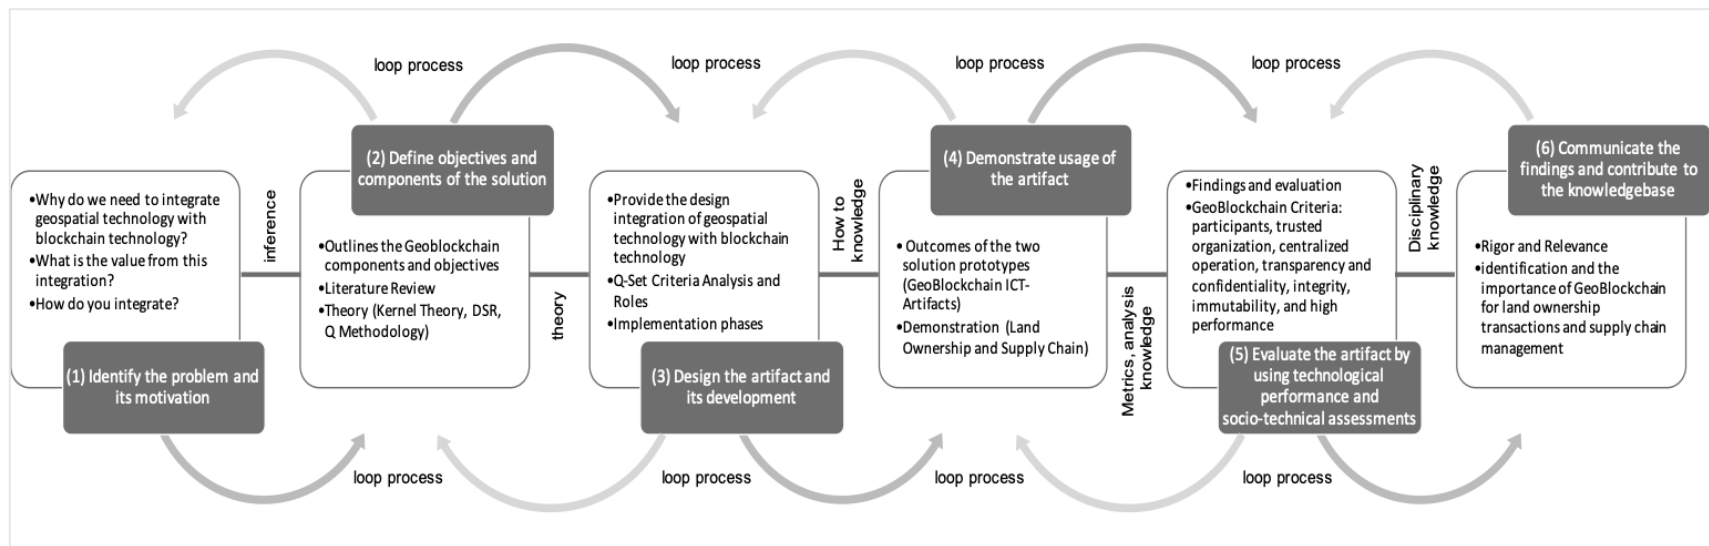 loop process
loop process
loop process
loop process
•Why do we need to integrate
geospatial technology with
blockchain technology?
•What is the value from this
integration?
•How do you integrate?
(1) Identify the problem and
its motivation
inference
(2) Define objectives and
components of the solution
•Outlines the Geoblockchain
components and objectives
•Literature Review
•Theory (Kernel Theory, DSR,
Q Methodology)
theory
•Provide the design
integration of geospatial
technology with blockchain
technology
•Q-Set Criteria Analysis and
Roles
•Implementation phases
(3) Design the artifact and
its development
How to
knowledge
(4) Demonstrate usage of
the artifact
• Outcomes of the two
solution prototypes
(GeoBlockchain ICT-
Artifacts)
•Demonstration (Land
Ownership and Supply Chain)
Metrics, analysis
knowledge
•Findings and evaluation
•GeoBlockchain Criteria:
participants, trusted
organization, centralized
operation, transparency and
confidentiality, integrity,
immutability, and high
performance
(5) Evaluate the artifact by
using technological
performance and
socio-technical assessments
Disciplinary
knowledge
(6) Communicate the
findings and contribute to
the knowledgebase
•Rigor and Relevance
•identification and the
importance of GeoBlockchain
for land ownership
transactions and supply chain
management
loop process
loop process
loop process
loop process